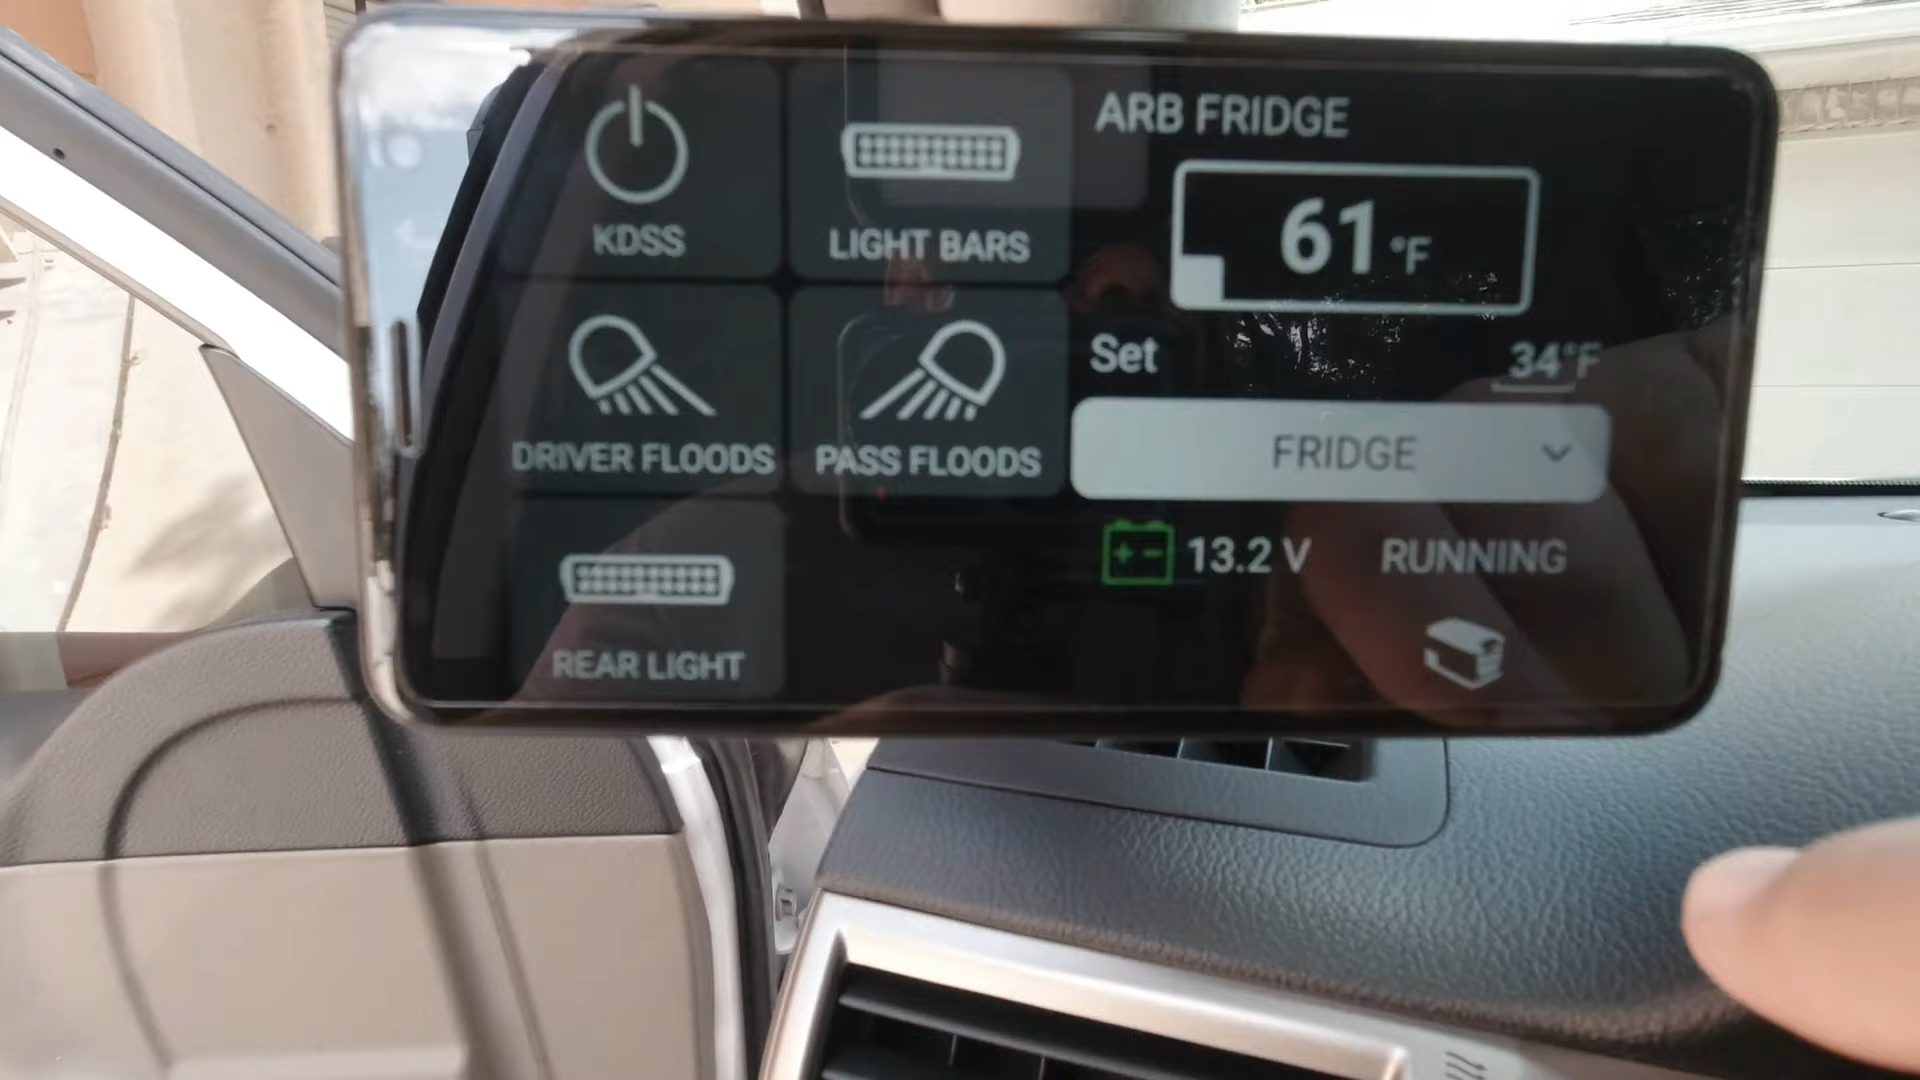 KDSS
LIGHT BARS
DRIVER FLOODS
PASS FLOODS
REAR LIGHT
ARB FRIDGE
61 °F
Set 34°F
FRIDGE
13.2 V RUNNING